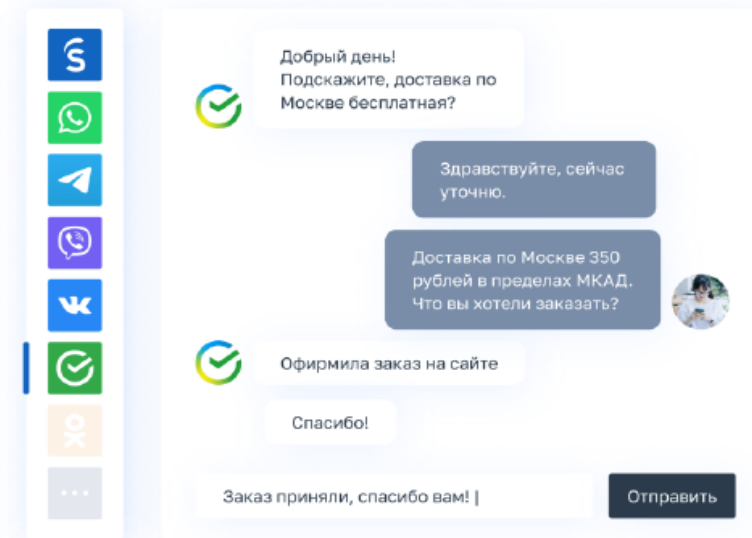 Добрый день!
Подскажите, доставка по
Москве бесплатная?
Здравствуйте, сейчас
уточню.
Доставка по Москве 350
рублей в пределах МКАД.
Что вы хотели заказать?
Офирмила заказ на сайте
Спасибо!
Заказ приняли, спасибо вам! |
Отправить